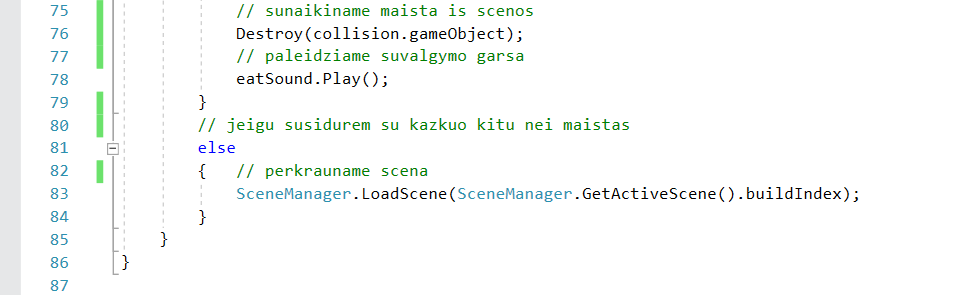 75 // sunaikiname maista is scenos
76 Destroy(collision.gameObject);
77 // paleidziame suvalgymo garsa
78 eatSound.Play();
79 }
80 // jeigu susidurem su kazkuo kitu nei maistas
81 else
82 { // perkrauname scena
83 SceneManager.LoadScene(SceneManager.GetActiveScene().buildIndex);
84 }
85 }
86 }
87